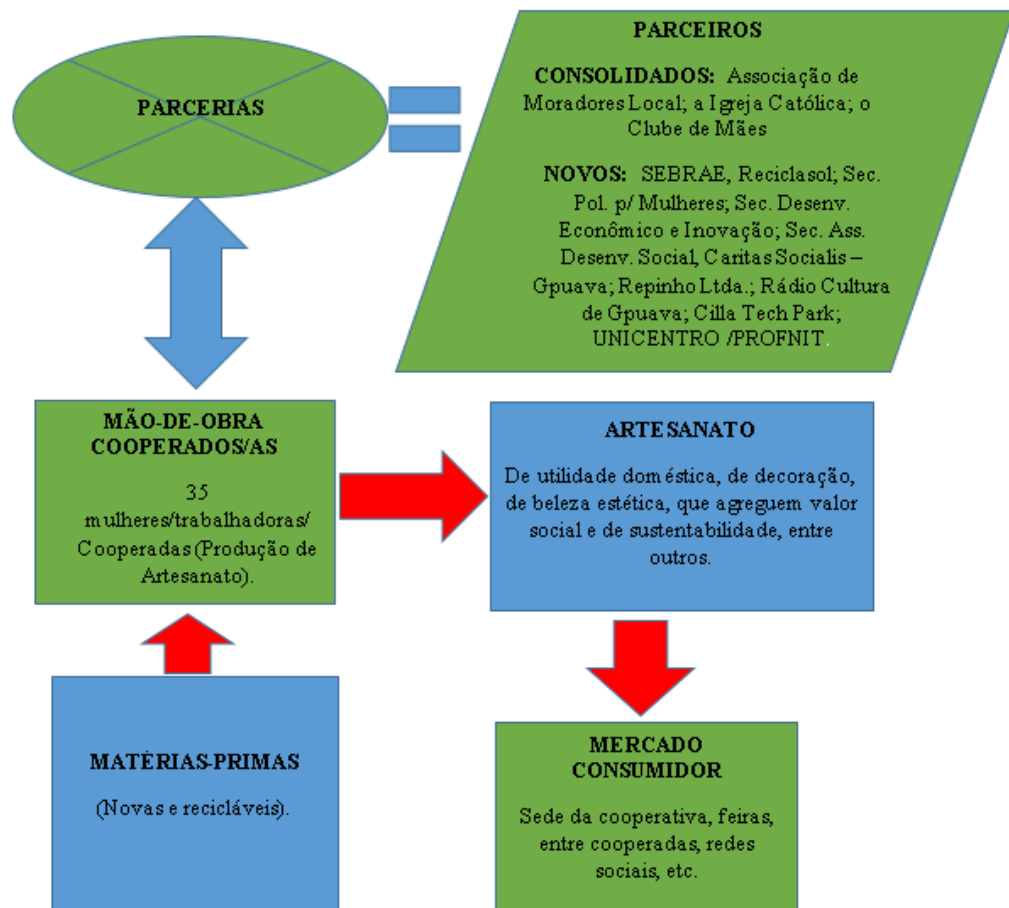 PARCERIAS
PARCEIROS
CONSOLIDADOS: Associação de
Moradores Local; a Igreja Católica; o
Clube de Mães
NOVOS: SEBRAE, Reciclasol; Sec.
Pol. p/ Mulheres; Sec. Desenv.
Econômico e Inovação; Sec. Ass.
Desenv. Social, Caritas Socialis –
Gpuava; Repinho Ltda.; Rádio Cultura
de Gpuava; Cilla Tech Park;
UNICENTRO /PROFNIT.
MÃO-DE-OBRA
COOPERADOS/AS
35
mulheres/trabalhadoras/
Cooperadas (Produção de
Artesanato).
ARTESANATO
De utilidade doméstica, de decoração,
de beleza estética, que agreguem valor
social e de sustentabilidade, entre
outros.
MATÉRIAS-PRIMAS
(Novas e recicláveis).
MERCADO
CONSUMIDOR
Sede da cooperativa, feiras,
entre cooperadas, redes
sociais, etc.